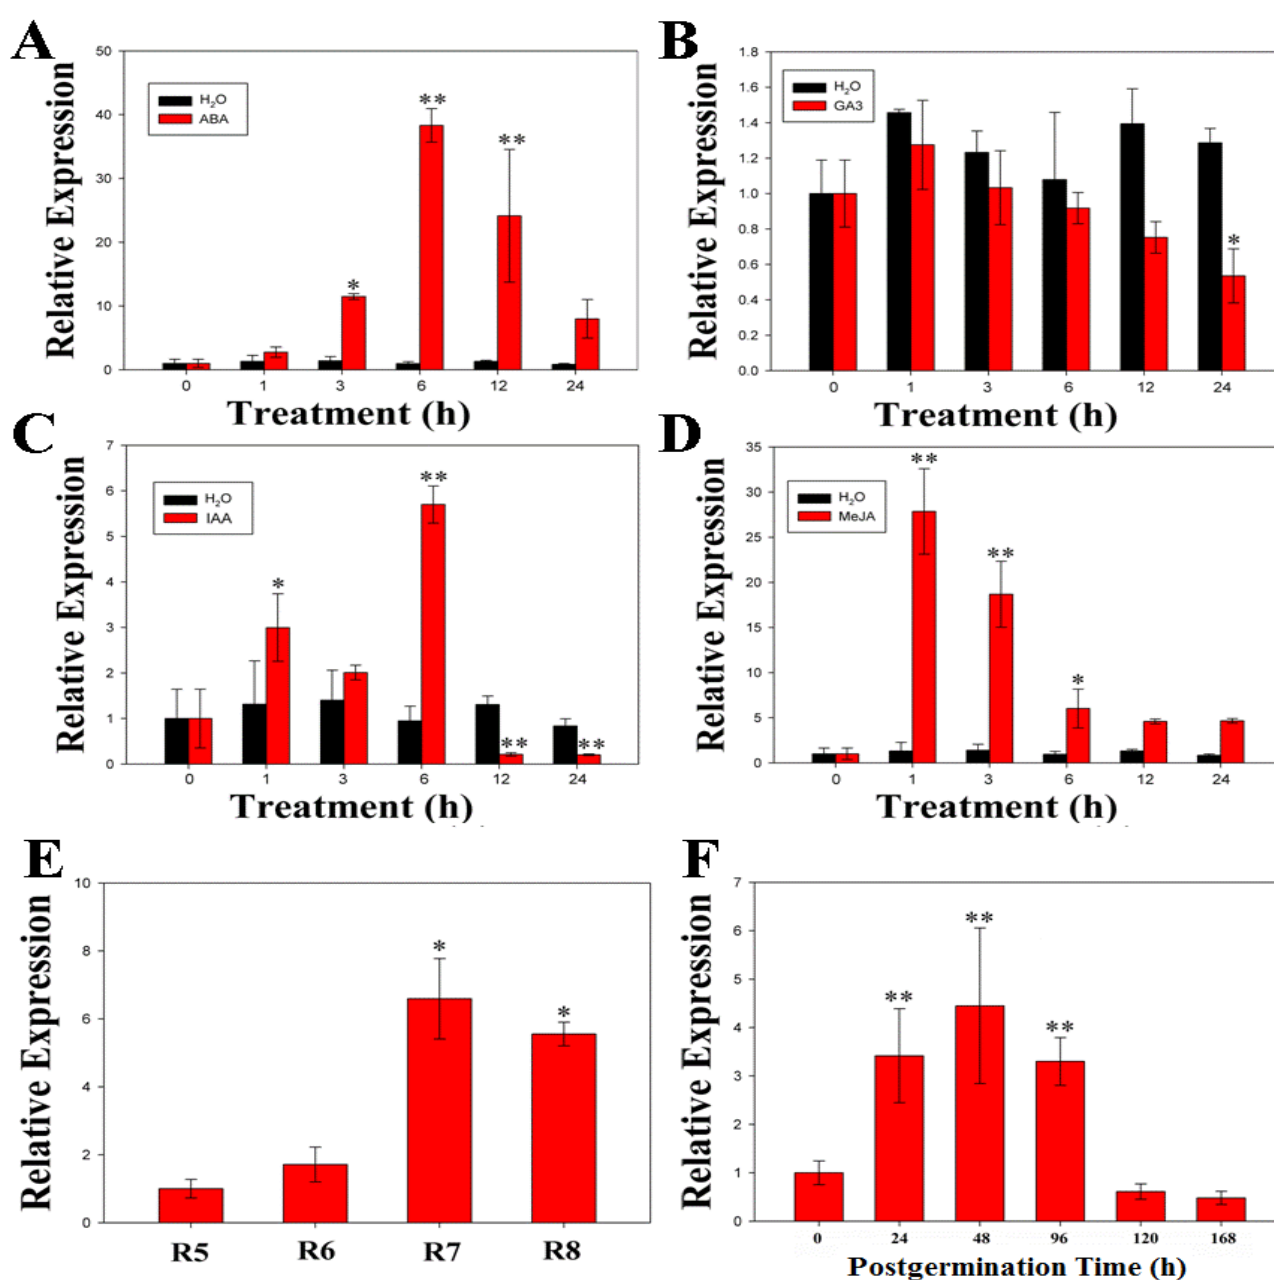 A
Relative Expression
50
40
30
20
10
0
H₂O
ABA
*
**
**
0 1 3 6 12 24
Treatment (h)
B
Relative Expression
1.8
1.6
1.4
1.2
1.0
0.8
0.6
0.4
0.2
0.0
H₂O
GA3
*
0 1 3 6 12 24
Treatment (h)
C
Relative Expression
7
6
5
4
3
2
1
0
H₂O
IAA
*
**
**
**
0 1 3 6 12 24
Treatment (h)
D
Relative Expression
35
30
25
20
15
10
5
0
H₂O
MeJA
**
**
*
0 1 3 6 12 24
Treatment (h)
E
Relative Expression
10
8
6
4
2
0
*
*
R5 R6 R7 R8
F
Relative Expression
7
6
5
4
3
2
1
0
**
**
**
0 24 48 96 120 168
Postgermination Time (h)